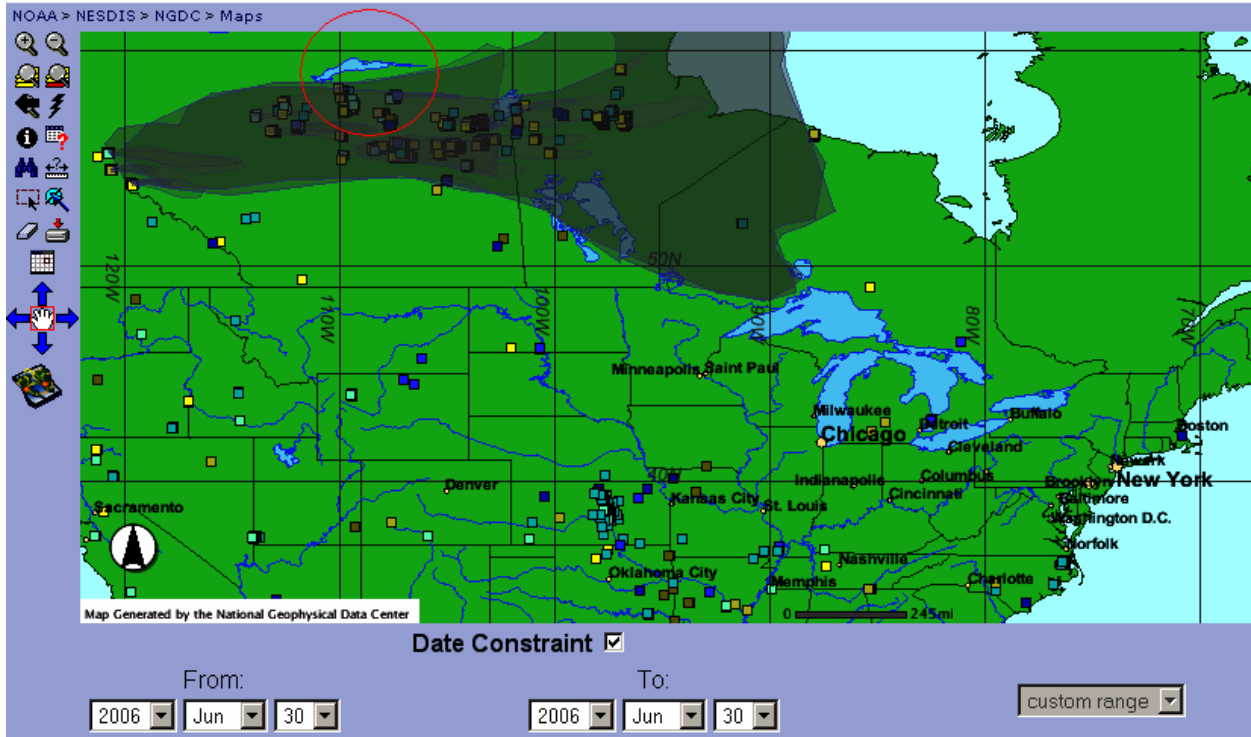 NOAA > NESDIS > NGDC > Maps
50N
120W
110W
100W
90W
80W
70W
Minneapolis Saint Paul
Milwaukee
Chicago
Detroit
Buffalo
Boston
Cleveland
Newark
40N
Denver
Indianapolis
Columbus
New York
Brooklyn
Kansas City
Cincinnati
Baltimore
Sacramento
St. Louis
Washington D.C.
Norfolk
Nashville
Oklahoma City
Memphis
Charlotte
Map Generated by the National Geophysical Data Center
0 245mi
Date Constraint
From:
To:
2006 Jun 30
2006 Jun 30
custom range